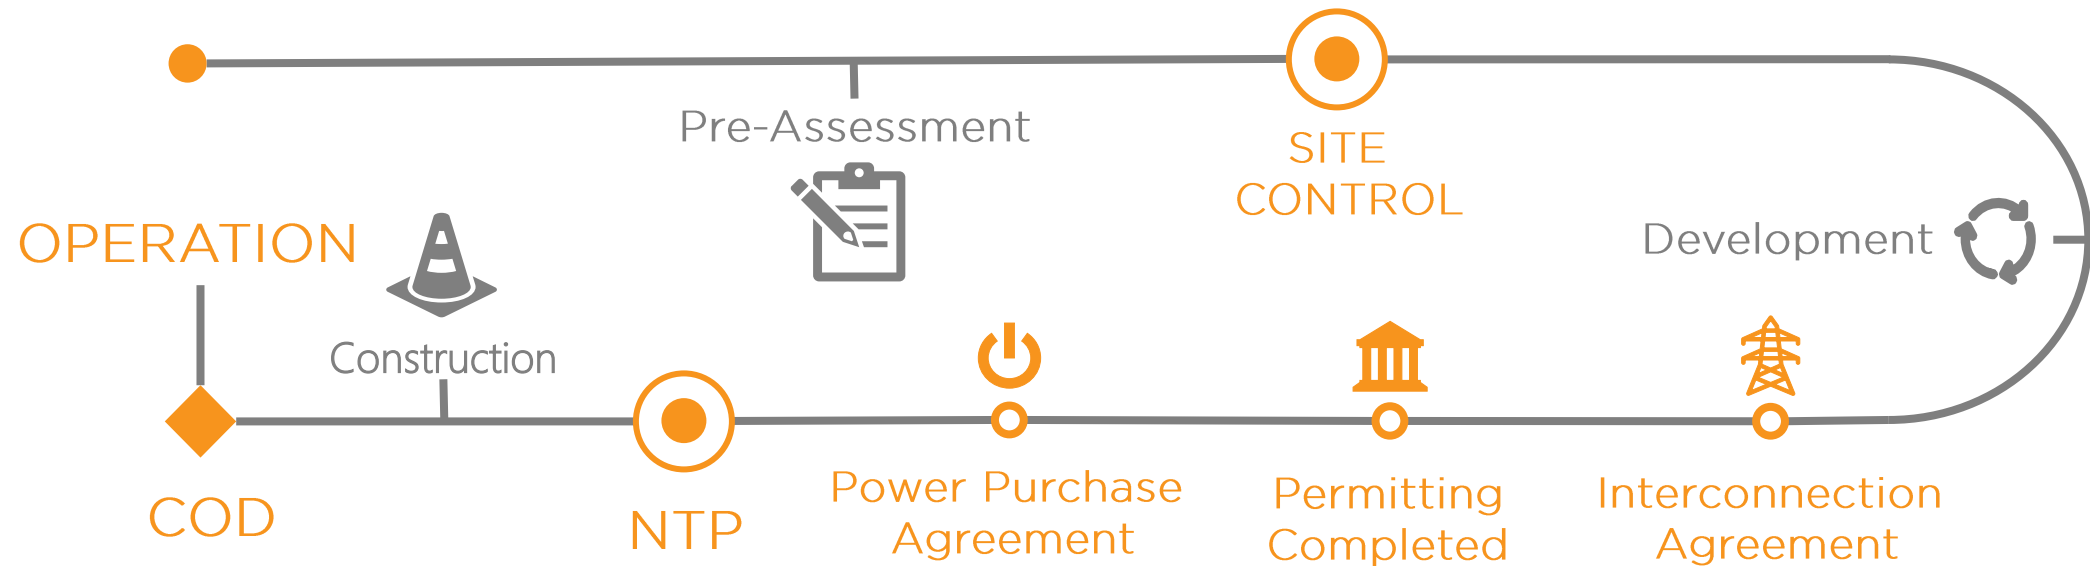 Pre-Assessment
SITE
CONTROL
Development
OPERATION
Construction
COD
NTP
Power Purchase
Agreement
Permitting
Completed
Interconnection
Agreement